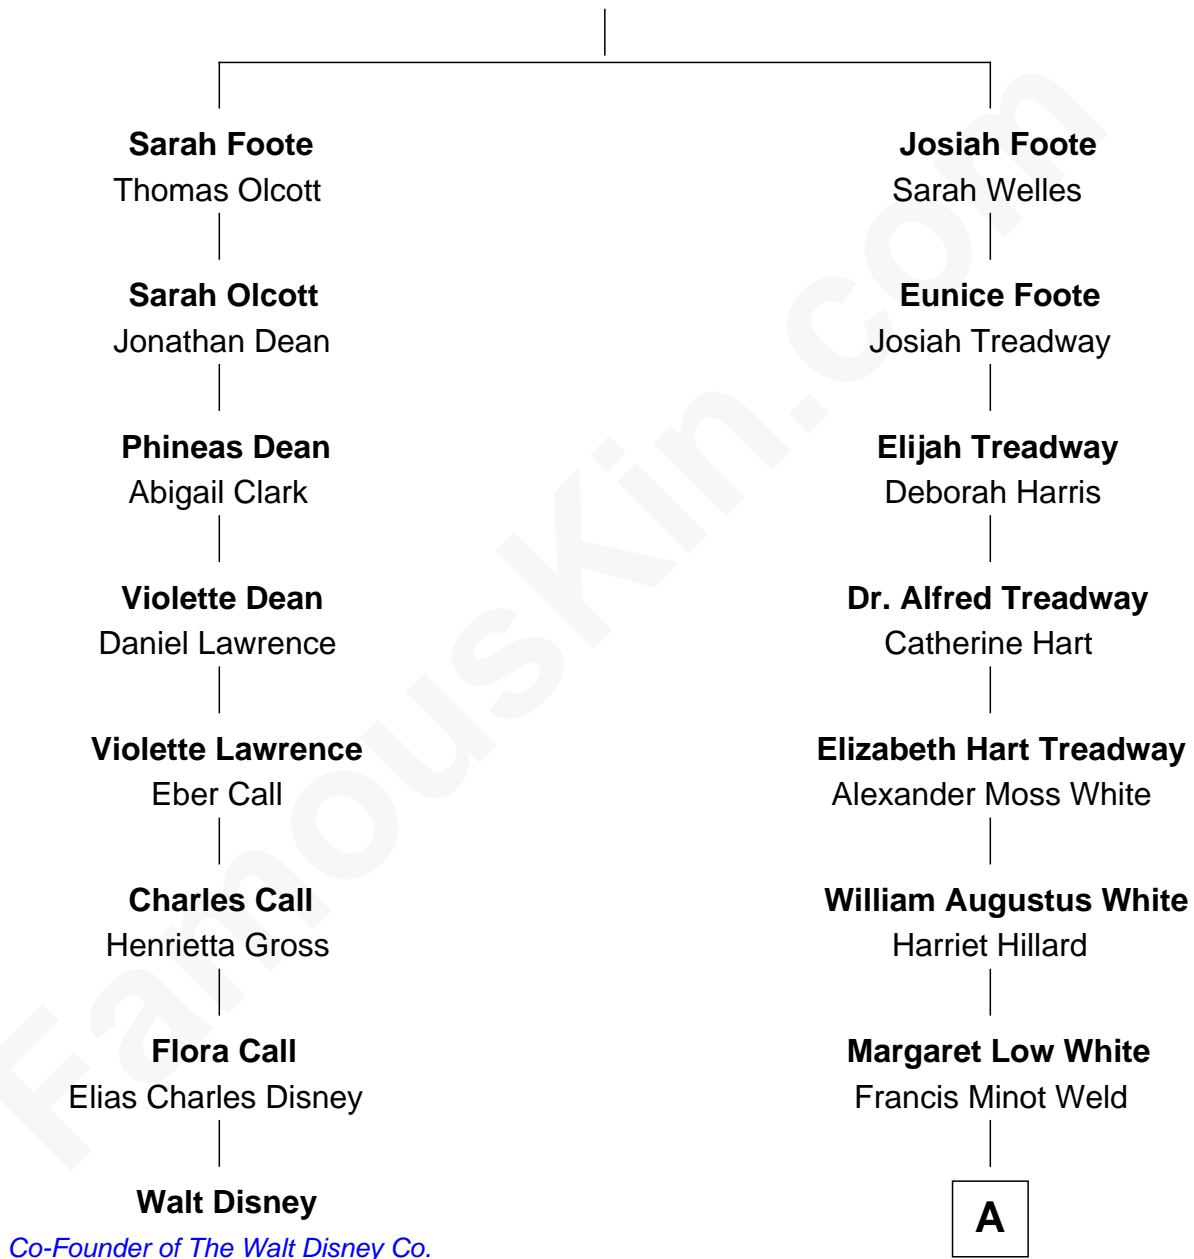 Sarah Foote
Thomas Olcott
Sarah Olcott
Jonathan Dean
Phineas Dean
Abigail Clark
Violette Dean
Daniel Lawrence
Violette Lawrence
Eber Call
Charles Call
Henrietta Gross
Flora Call
Elias Charles Disney
Walt Disney
Co-Founder of The Walt Disney Co.
Josiah Foote
Sarah Welles
Eunice Foote
Josiah Treadway
Elijah Treadway
Deborah Harris
Dr. Alfred Treadway
Catherine Hart
Elizabeth Hart Treadway
Alexander Moss White
William Augustus White
Harriet Hillard
Margaret Low White
Francis Minot Weld
A
FamousKin.com